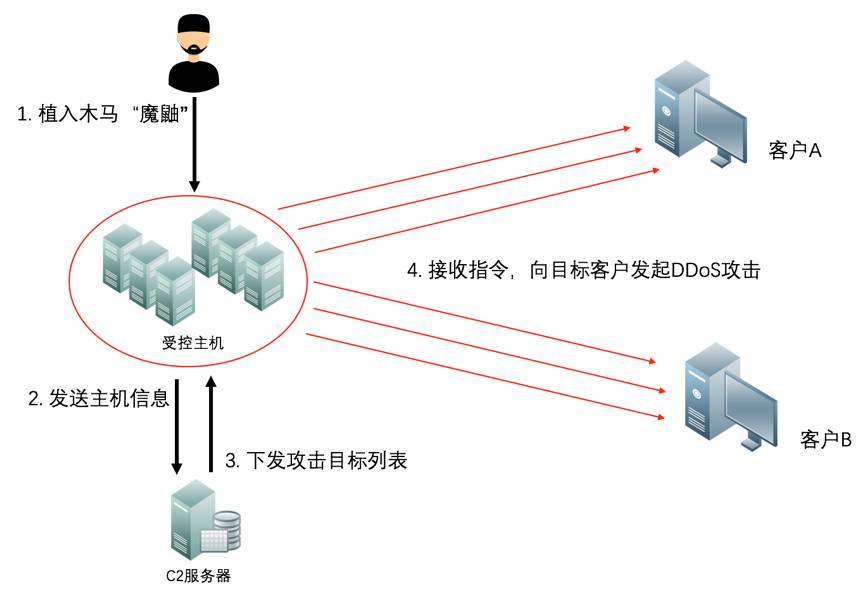 1. 植入木马 “魔鼬”
客户A
4. 接收指令，向目标客户发起DDoS攻击
受控主机
2. 发送主机信息
客户B
3. 下发攻击目标列表
C2服务器